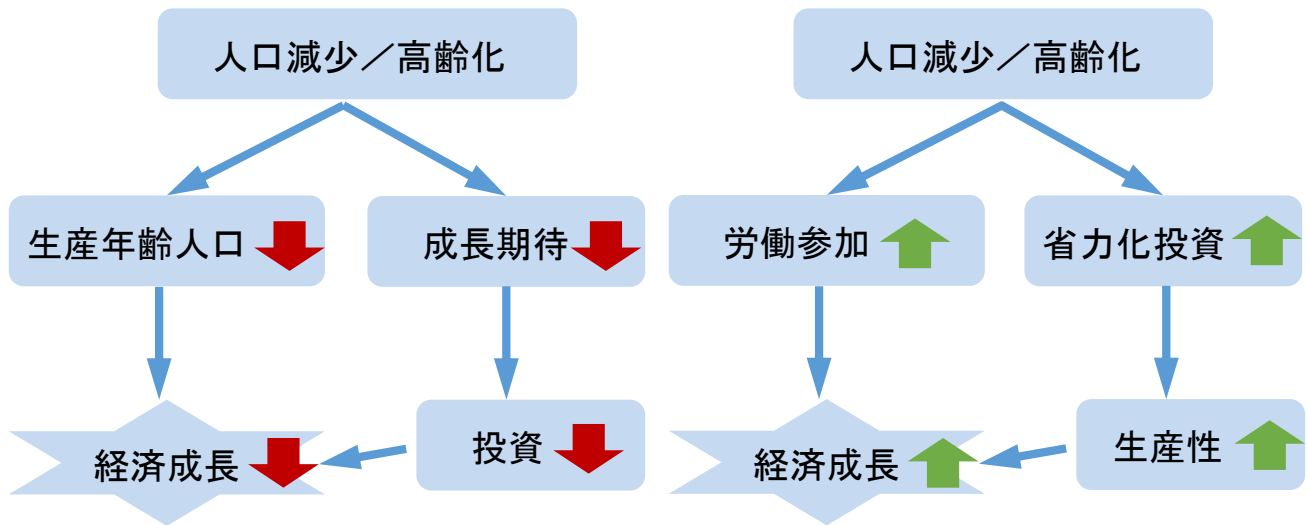 人口減少／高齢化
人口減少／高齢化
生産年齢人口
成長期待
労働参加
省力化投資
経済成長
投資
経済成長
生産性